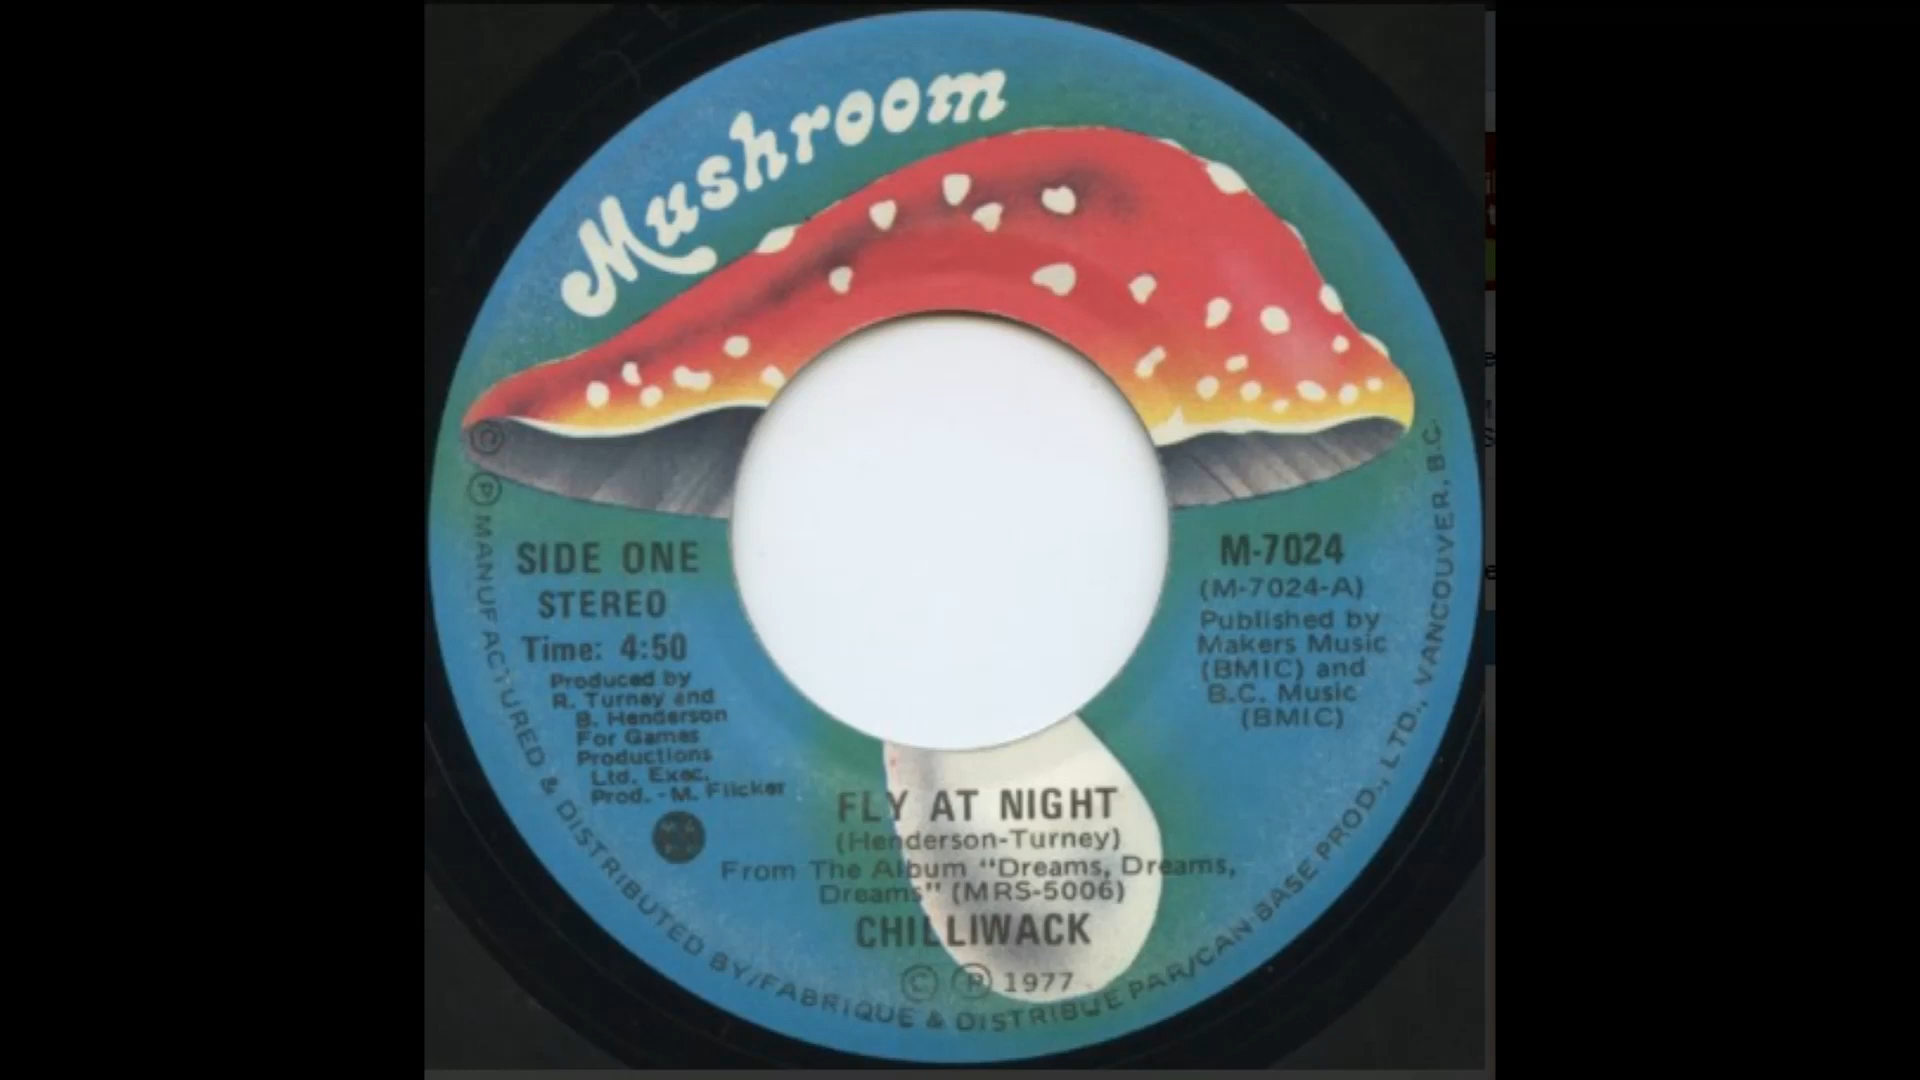 Mushroom
SIDE ONE
STEREO
Time: 4:50
Produced by
R. Turney and
B. Henderson
For Games
Productions
Ltd. Exec.
Prod. - M. Flicker
M-7024
(M-7024-A)
Published by
Makers Music
(BMIC) and
B.C. Music
(BMIC)
FLY AT NIGHT
(Henderson-Turney)
From The Album "Dreams, Dreams,
Dreams" (MRS-5006)
CHILLIWACK
© ℗ 1977
© ℗ MANUFACTURED & DISTRIBUTED BY/FABRIQUE & DISTRIBUE PAR/CAN-BASE PROD., LTD., VANCOUVER, B.C.